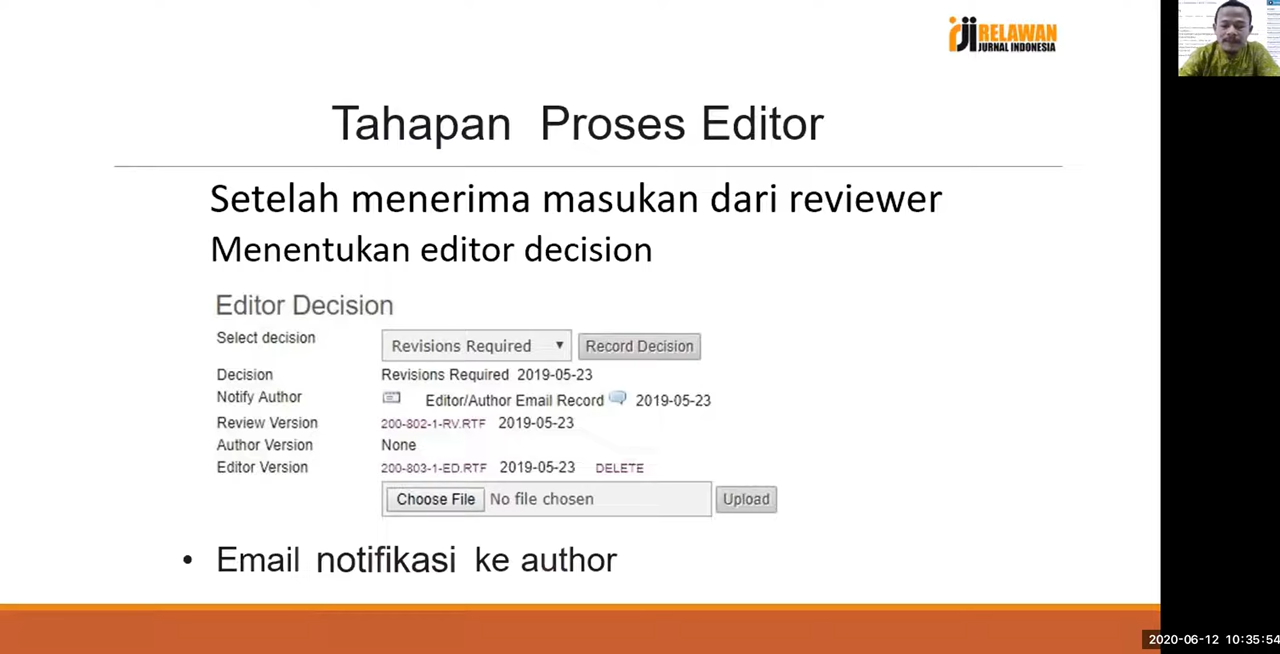 rji RELAWAN
JURNAL INDONESIA
Tahapan Proses Editor
Setelah menerima masukan dari reviewer
Menentukan editor decision
Editor Decision
Select decision Revisions Required Record Decision
Decision Revisions Required 2019-05-23
Notify Author Editor/Author Email Record 2019-05-23
Review Version 200-802-1-RV.RTF 2019-05-23
Author Version None
Editor Version 200-803-1-ED.RTF 2019-05-23 DELETE
Choose File No file chosen Upload
• Email notifikasi ke author
2020-06-12 10:35:54